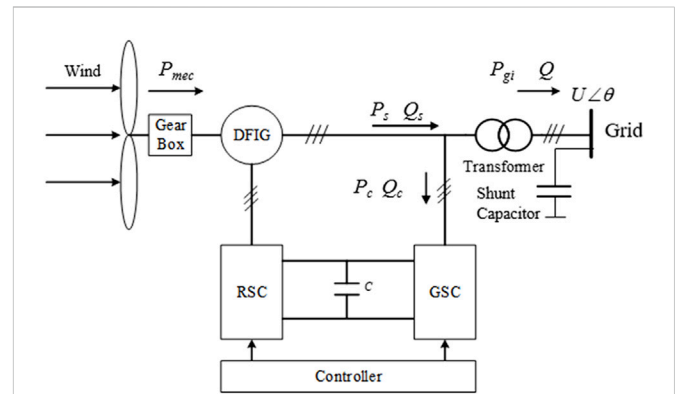 Wind
P_mec
Gear
Box
DFIG
///
P_s Q_s
P_gi Q
U∠θ
Grid
///
Transformer
Shunt
Capacitor
P_c Q_c
///
///
RSC
C
GSC
Controller